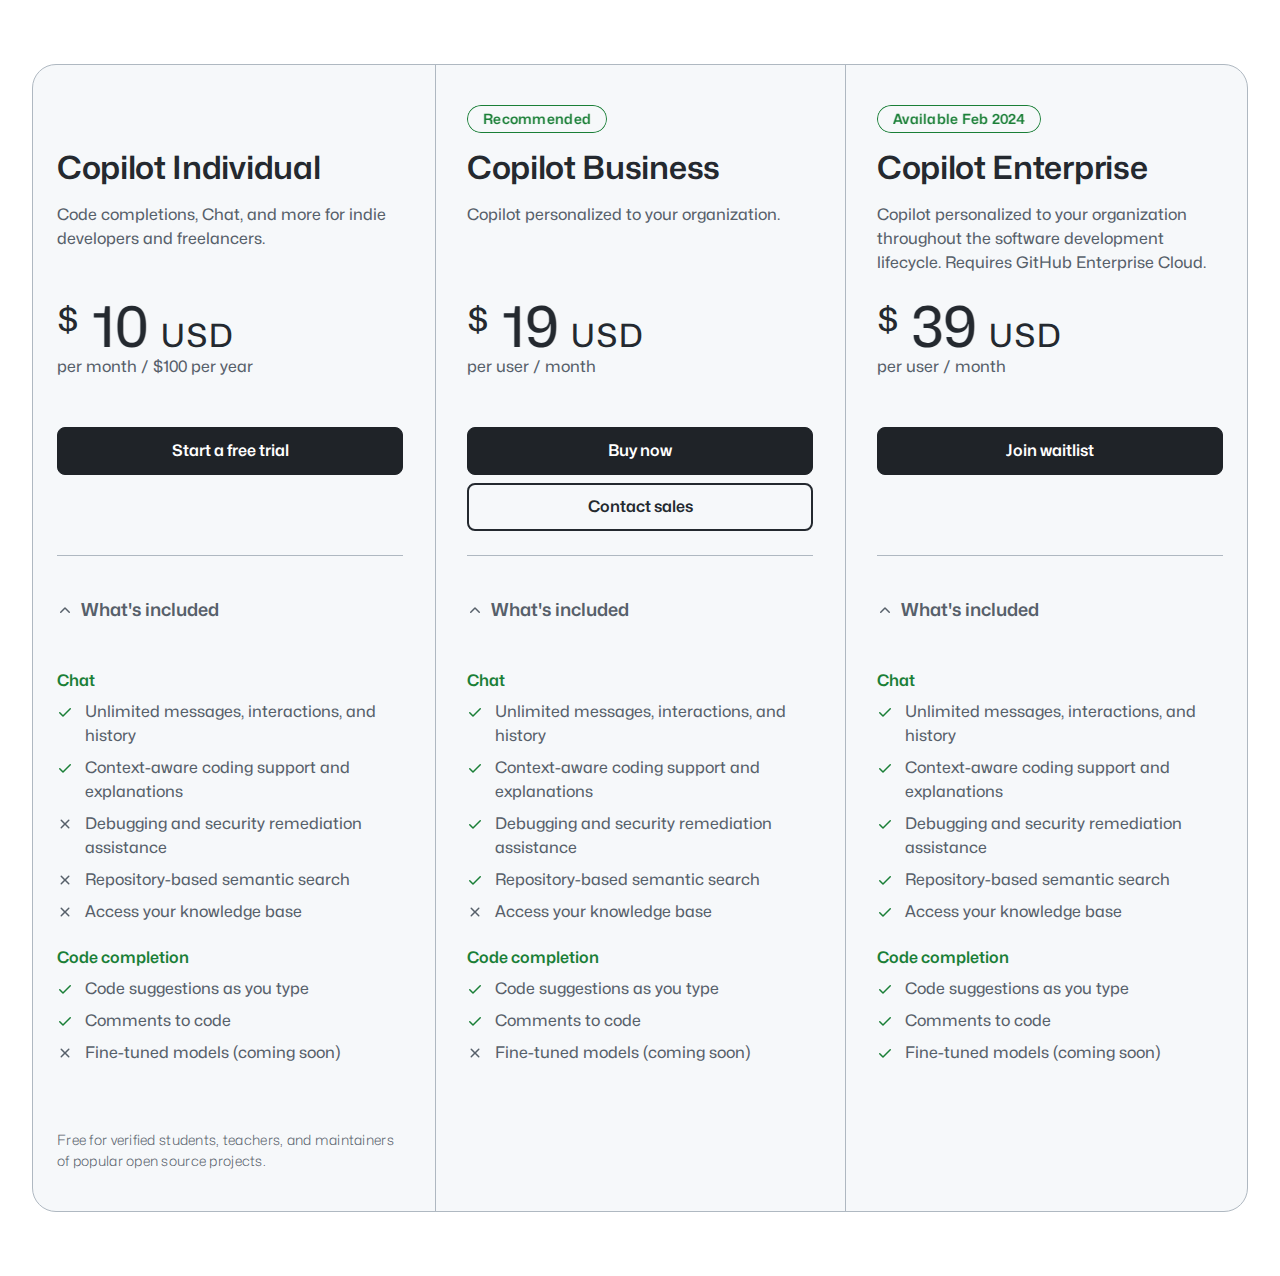 Copilot Individual
Code completions, Chat, and more for indie
developers and freelancers.
$ 10 USD
per month / $100 per year
Start a free trial
What's included
Chat
Unlimited messages, interactions, and
history
Context-aware coding support and
explanations
Debugging and security remediation
assistance
Repository-based semantic search
Access your knowledge base
Code completion
Code suggestions as you type
Comments to code
Fine-tuned models (coming soon)
Free for verified students, teachers, and maintainers
of popular open source projects.
Recommended
Copilot Business
Copilot personalized to your organization.
$ 19 USD
per user / month
Buy now
Contact sales
What's included
Chat
Unlimited messages, interactions, and
history
Context-aware coding support and
explanations
Debugging and security remediation
assistance
Repository-based semantic search
Access your knowledge base
Code completion
Code suggestions as you type
Comments to code
Fine-tuned models (coming soon)
Available Feb 2024
Copilot Enterprise
Copilot personalized to your organization
throughout the software development
lifecycle. Requires GitHub Enterprise Cloud.
$ 39 USD
per user / month
Join waitlist
What's included
Chat
Unlimited messages, interactions, and
history
Context-aware coding support and
explanations
Debugging and security remediation
assistance
Repository-based semantic search
Access your knowledge base
Code completion
Code suggestions as you type
Comments to code
Fine-tuned models (coming soon)